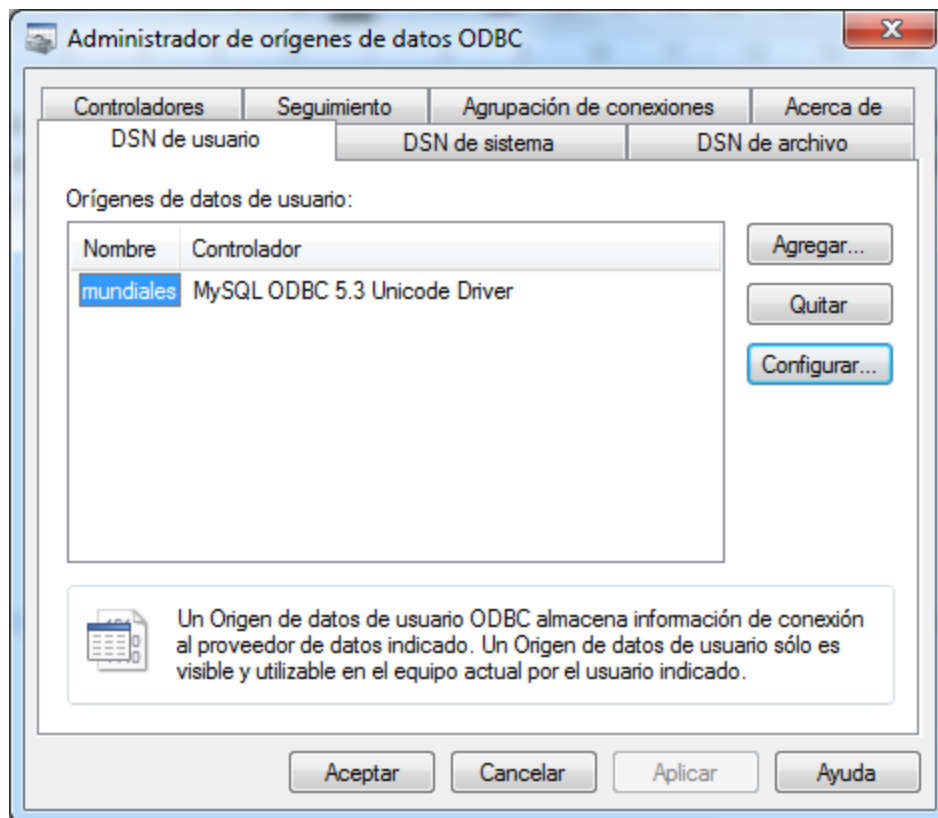 Administrador de orígenes de datos ODBC
Controladores
Seguimiento
Agrupación de conexiones
Acerca de
DSN de usuario
DSN de sistema
DSN de archivo
Orígenes de datos de usuario:
Nombre
Controlador
Agregar...
mundiales
MySQL ODBC 5.3 Unicode Driver
Quitar
Configurar...
Un Origen de datos de usuario ODBC almacena información de conexión
al proveedor de datos indicado. Un Origen de datos de usuario sólo es
visible y utilizable en el equipo actual por el usuario indicado.
Aceptar
Cancelar
Aplicar
Ayuda